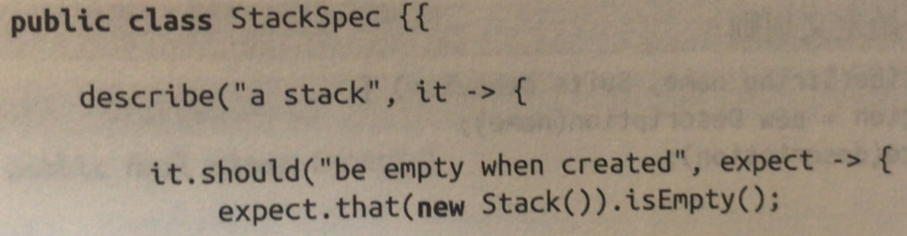 public class StackSpec {{
describe("a stack", it -> {
it.should("be empty when created", expect -> {
expect.that(new Stack()).isEmpty();